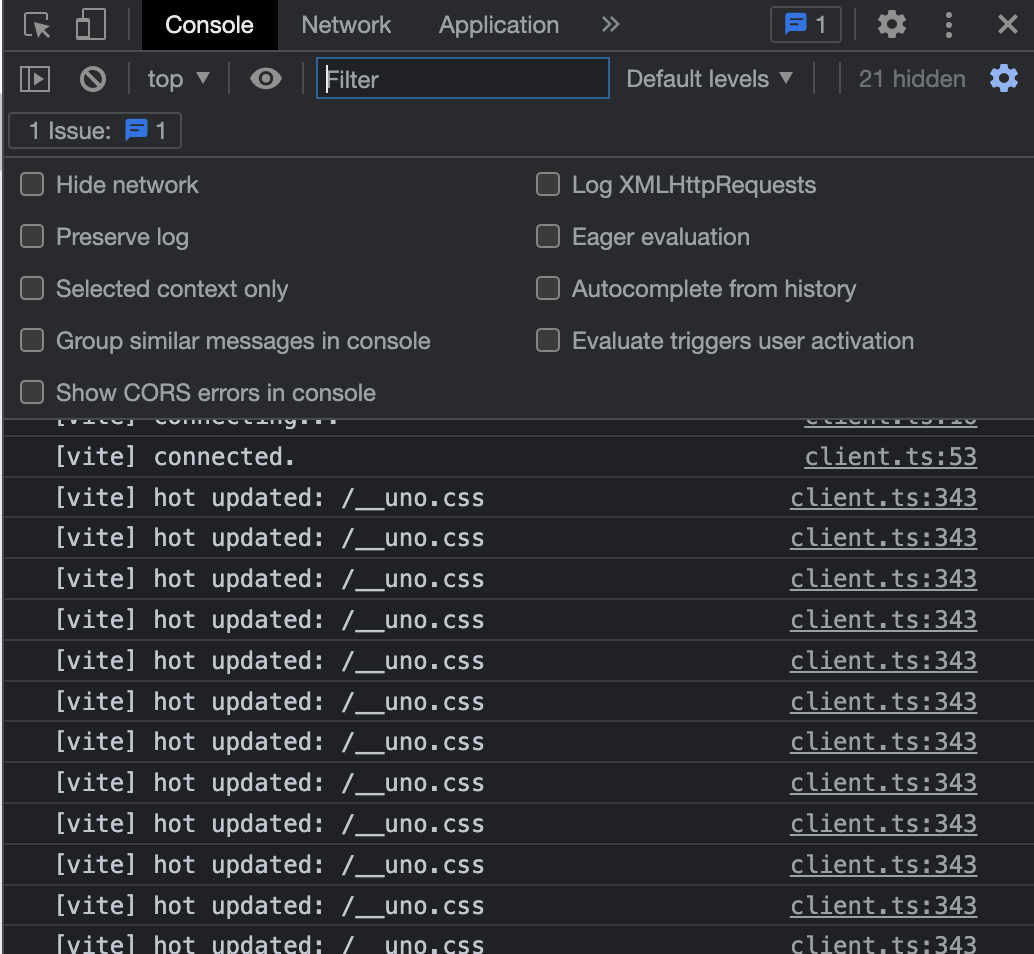 Console Network Application 1
top Filter Default levels 21 hidden
1 Issue: 1
Hide network Log XMLHttpRequests
Preserve log Eager evaluation
Selected context only Autocomplete from history
Group similar messages in console Evaluate triggers user activation
Show CORS errors in console
[vite] connecting...
[vite] connected. client.ts:53
[vite] hot updated: /__uno.css client.ts:343
[vite] hot updated: /__uno.css client.ts:343
[vite] hot updated: /__uno.css client.ts:343
[vite] hot updated: /__uno.css client.ts:343
[vite] hot updated: /__uno.css client.ts:343
[vite] hot updated: /__uno.css client.ts:343
[vite] hot updated: /__uno.css client.ts:343
[vite] hot updated: /__uno.css client.ts:343
[vite] hot updated: /__uno.css client.ts:343
[vite] hot updated: /__uno.css client.ts:343
[vite] hot updated: /__uno.css client.ts:343
[vite] hot updated: /__uno.css client.ts:343